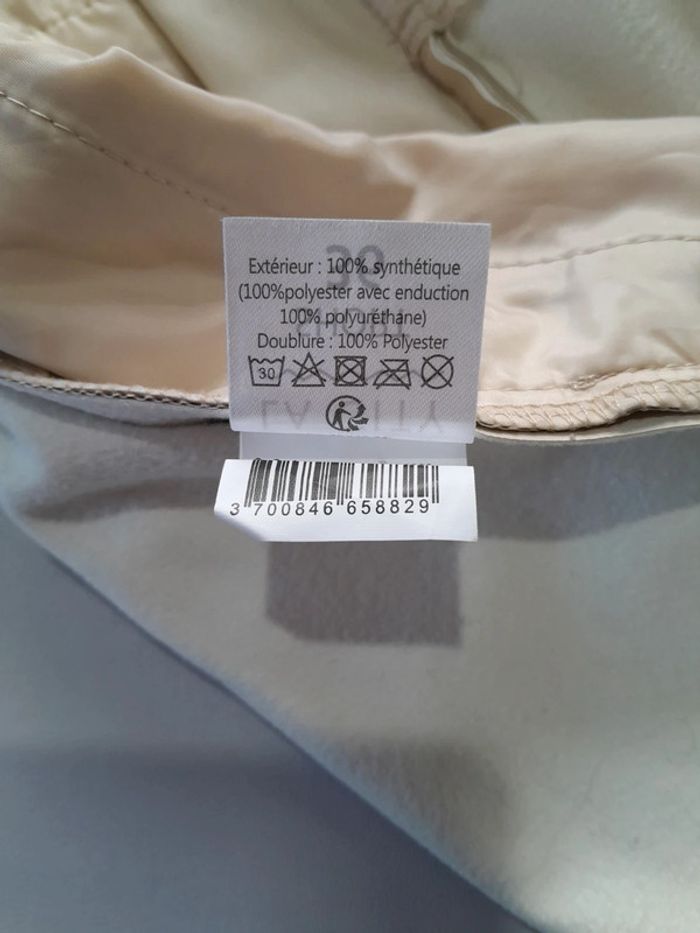 Extérieur : 100% synthétique
(100%polyester avec enduction
100% polyuréthane)
Doublure : 100% Polyester
30
3 700846 658829